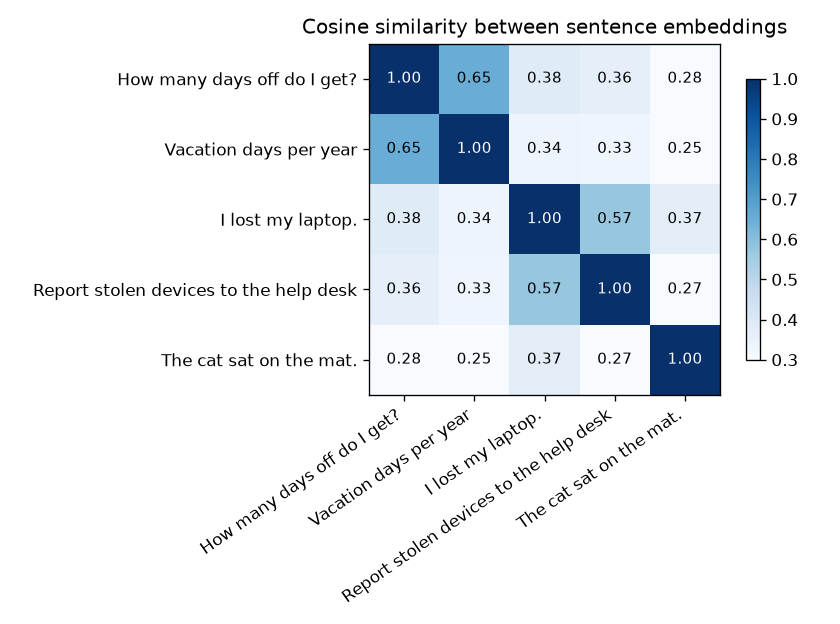 Cosine similarity between sentence embeddings
How many days off do I get? 1.00 0.65 0.38 0.36 0.28
Vacation days per year 0.65 1.00 0.34 0.33 0.25
I lost my laptop. 0.38 0.34 1.00 0.57 0.37
Report stolen devices to the help desk 0.36 0.33 0.57 1.00 0.27
The cat sat on the mat. 0.28 0.25 0.37 0.27 1.00
How many days off do I get?
Vacation days per year
I lost my laptop.
Report stolen devices to the help desk
The cat sat on the mat.
1.0
0.9
0.8
0.7
0.6
0.5
0.4
0.3